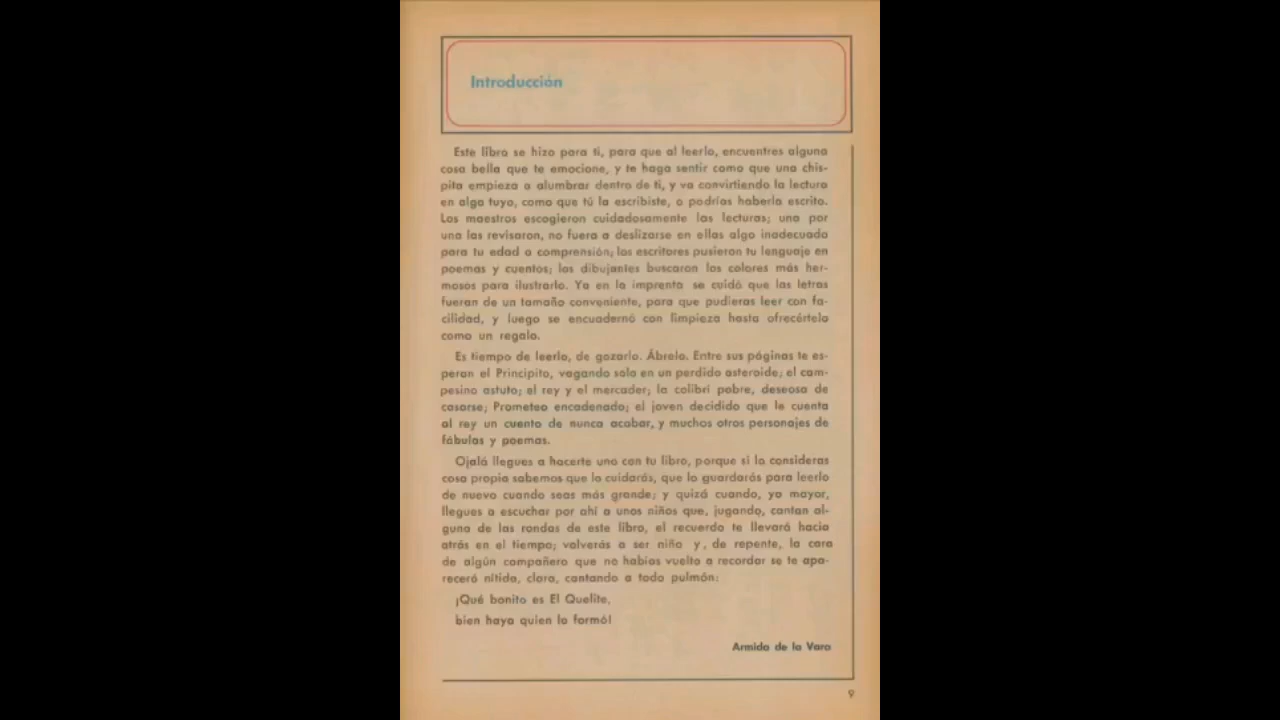 Introducción
Este libro se hizo para ti, para que al leerlo, encuentres alguna
cosa bella que te emocione, y te haga sentir como que una chis-
pita empieza a alumbrar dentro de ti, y va convirtiendo la lectura
en algo tuyo, como que tú la escribiste, o podrías haberla escrito.
Los maestros escogieron cuidadosamente las lecturas; una por
una las revisaron, no fuera a deslizarse en ellas algo inadecuado
para tu edad o comprensión; los escritores pusieron tu lenguaje en
poemas y cuentos; los dibujantes buscaron los colores más her-
mosos para ilustrarlo. Ya en la imprenta se cuidó que las letras
fueran de un tamaño conveniente, para que pudieras leer con fa-
cilidad, y luego se encuadernó con limpieza hasta ofrecértelo
como un regalo.
Es tiempo de leerlo, de gozarlo. Ábrelo. Entre sus páginas te es-
peran el Principito, vagando solo en un perdido asteroide; el cam-
pesino astuto; el rey y el mercader; la colibrí pobre, deseosa de
casarse; Prometeo encadenado; el joven decidido que le cuenta
al rey un cuento de nunca acabar, y muchos otros personajes de
fábulas y poemas.
Ojalá llegues a hacerte uno con tu libro, porque si lo consideras
cosa propia sabemos que lo cuidarás, que lo guardarás para leerlo
de nuevo cuando seas más grande; y quizá cuando, ya mayor,
llegues a escuchar por ahí a unos niños que, jugando, cantan al-
guna de las rondas de este libro, el recuerdo te llevará hacia
atrás en el tiempo; volverás a ser niño y, de repente, la cara
de algún compañero que no habías vuelto a recordar se te apa-
recerá nítida, clara, cantando a todo pulmón:
¡Qué bonito es El Quelite,
bien haya quien lo formó!
Armida de la Vara
9